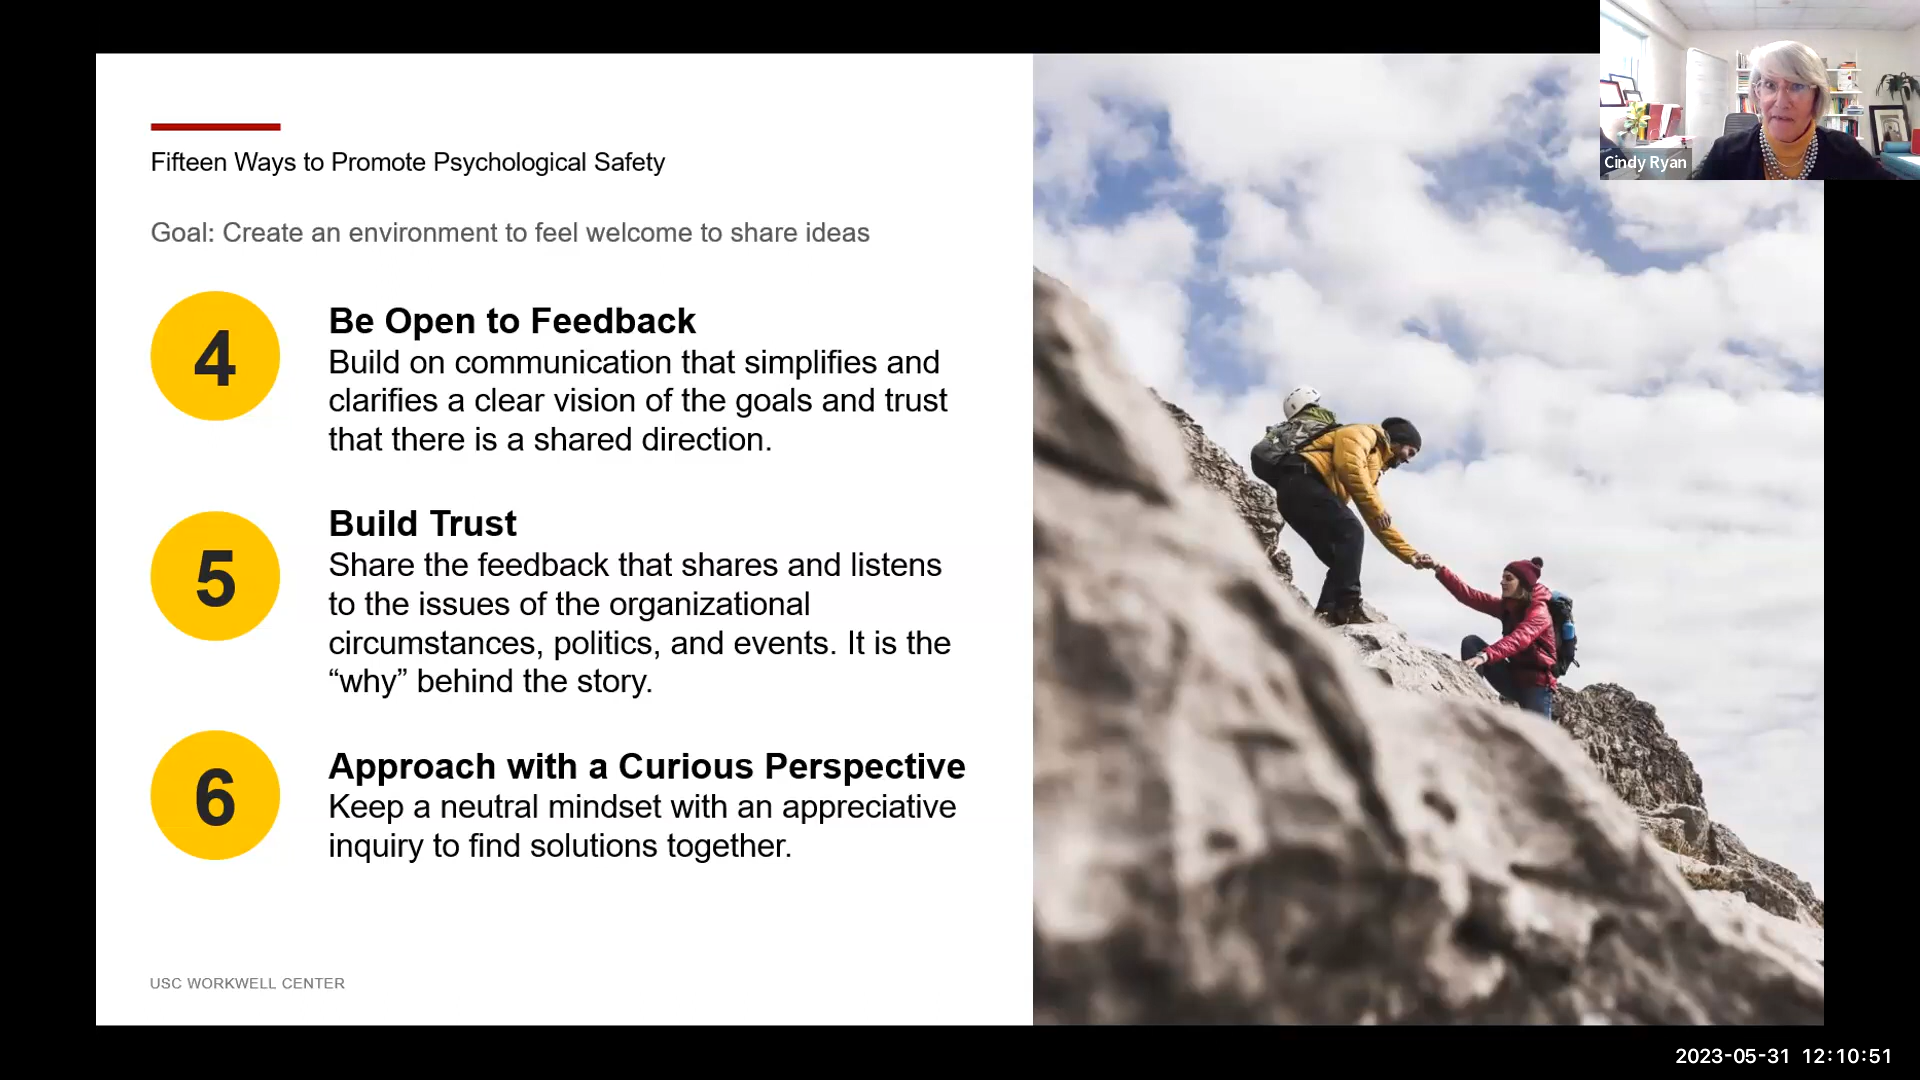 Fifteen Ways to Promote Psychological Safety
Goal: Create an environment to feel welcome to share ideas
4
Be Open to Feedback
Build on communication that simplifies and
clarifies a clear vision of the goals and trust
that there is a shared direction.
5
Build Trust
Share the feedback that shares and listens
to the issues of the organizational
circumstances, politics, and events. It is the
“why” behind the story.
6
Approach with a Curious Perspective
Keep a neutral mindset with an appreciative
inquiry to find solutions together.
USC WORKWELL CENTER
Cindy Ryan
2023-05-31 12:10:51